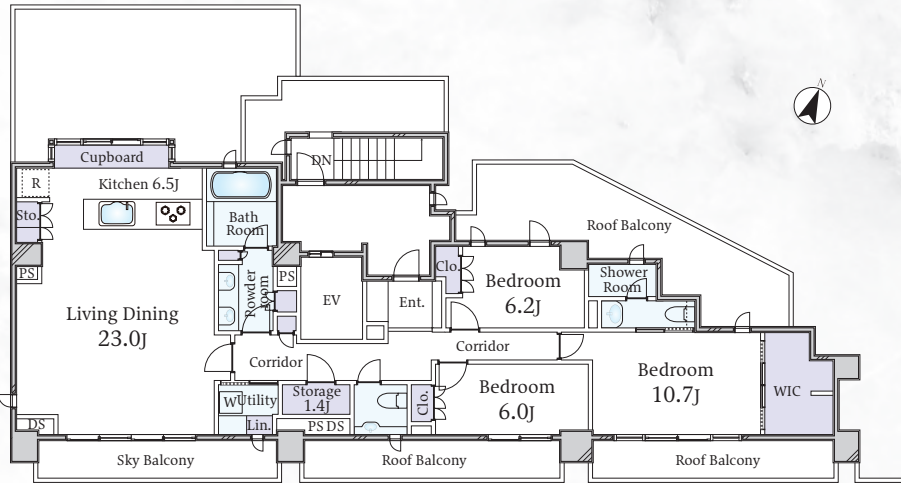 N
Cupboard
DN
R
Kitchen 6.5J
Sto.
Bath
Room
Roof Balcony
PS
Powder
Room
PS
EV
Ent.
Clo.
Bedroom
6.2J
Shower
Room
Living Dining
23.0J
Corridor
Corridor
W
Utility
Lin.
Storage
1.4J
PS DS
Clo.
Bedroom
6.0J
Bedroom
10.7J
WIC
DS
Sky Balcony
Roof Balcony
Roof Balcony